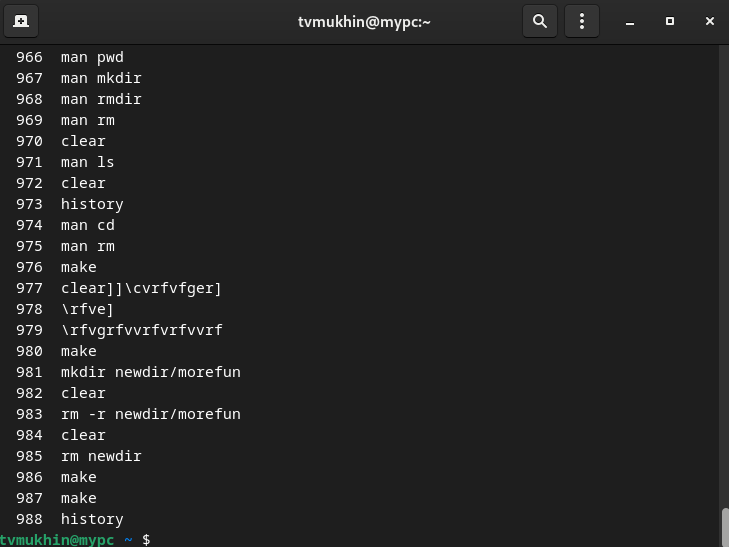 tvmukhin@mypc:~
966 man pwd
967 man mkdir
968 man rmdir
969 man rm
970 clear
971 man ls
972 clear
973 history
974 man cd
975 man rm
976 make
977 clear]]\cvrfvfger]
978 \rfve]
979 \rfvgrfvvrfvrfvvrf
980 make
981 mkdir newdir/morefun
982 clear
983 rm -r newdir/morefun
984 clear
985 rm newdir
986 make
987 make
988 history
tvmukhin@mypc ~ $